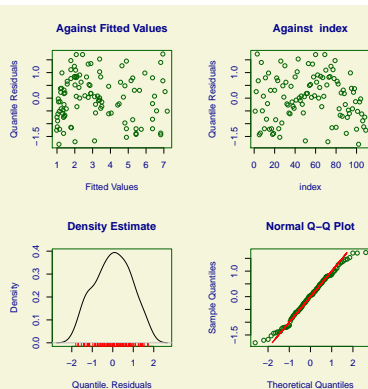 Against Fitted Values
Quantile Residuals
−1.5 0.0 1.0
1 2 3 4 5 6 7
Fitted Values
Against index
Quantile Residuals
−1.5 0.0 1.0
0 20 40 60 80 100
index
Density Estimate
Density
0.0 0.1 0.2 0.3 0.4
−2 −1 0 1 2
Quantile. Residuals
Normal Q−Q Plot
Sample Quantiles
−1.5 0.0 1.0
−2 −1 0 1 2
Theoretical Quantiles